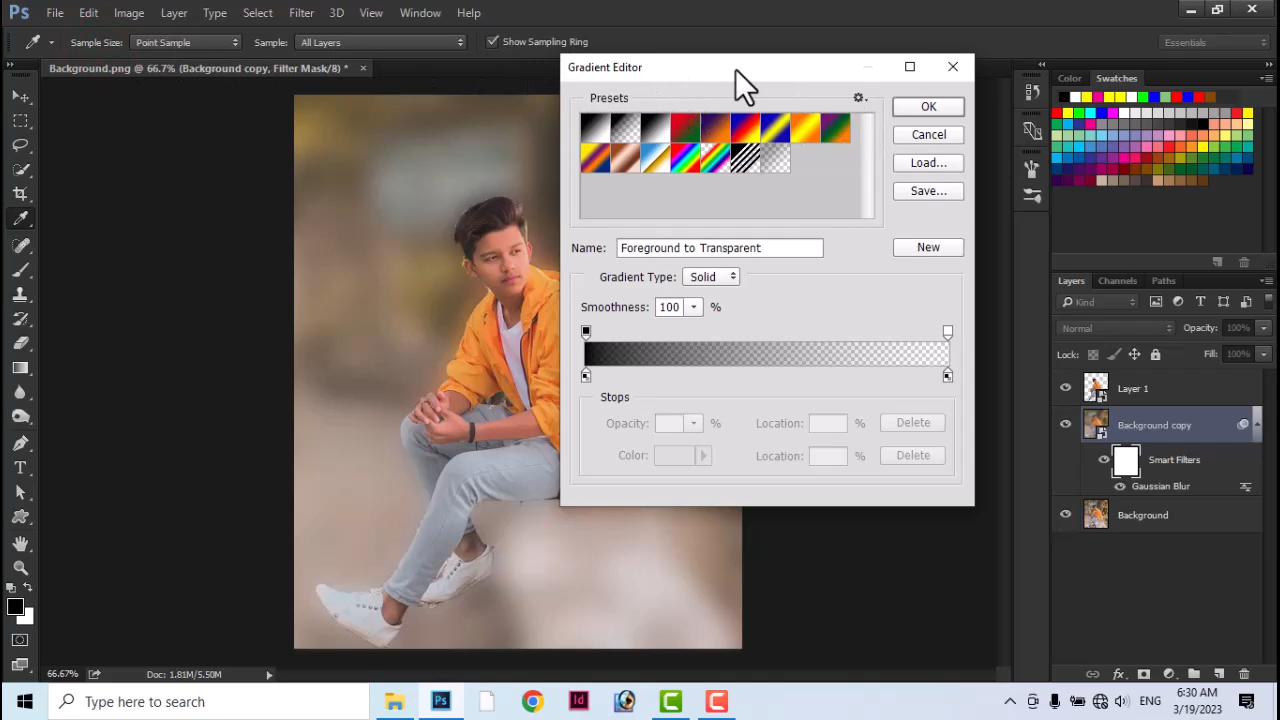 Ps File Edit Image Layer Type Select Filter 3D View Window Help
Sample Size: Point Sample Sample: All Layers Show Sampling Ring Essentials
Background.png @ 66.7% (Background copy, Filter Mask/8) * ×
Gradient Editor
Presets
OK
Cancel
Load...
Save...
Name: Foreground to Transparent
New
Gradient Type: Solid
Smoothness: 100 %
Stops
Opacity: % Location: % Delete
Color: Location: % Delete
Color Swatches
Layers Channels Paths
Kind
Normal Opacity: 100%
Lock: Fill: 100%
Layer 1
Background copy
Smart Filters
Gaussian Blur
Background
66.67% Doc: 1.81M/5.50M
Type here to search
Ps
Id
6:30 AM
3/19/2023